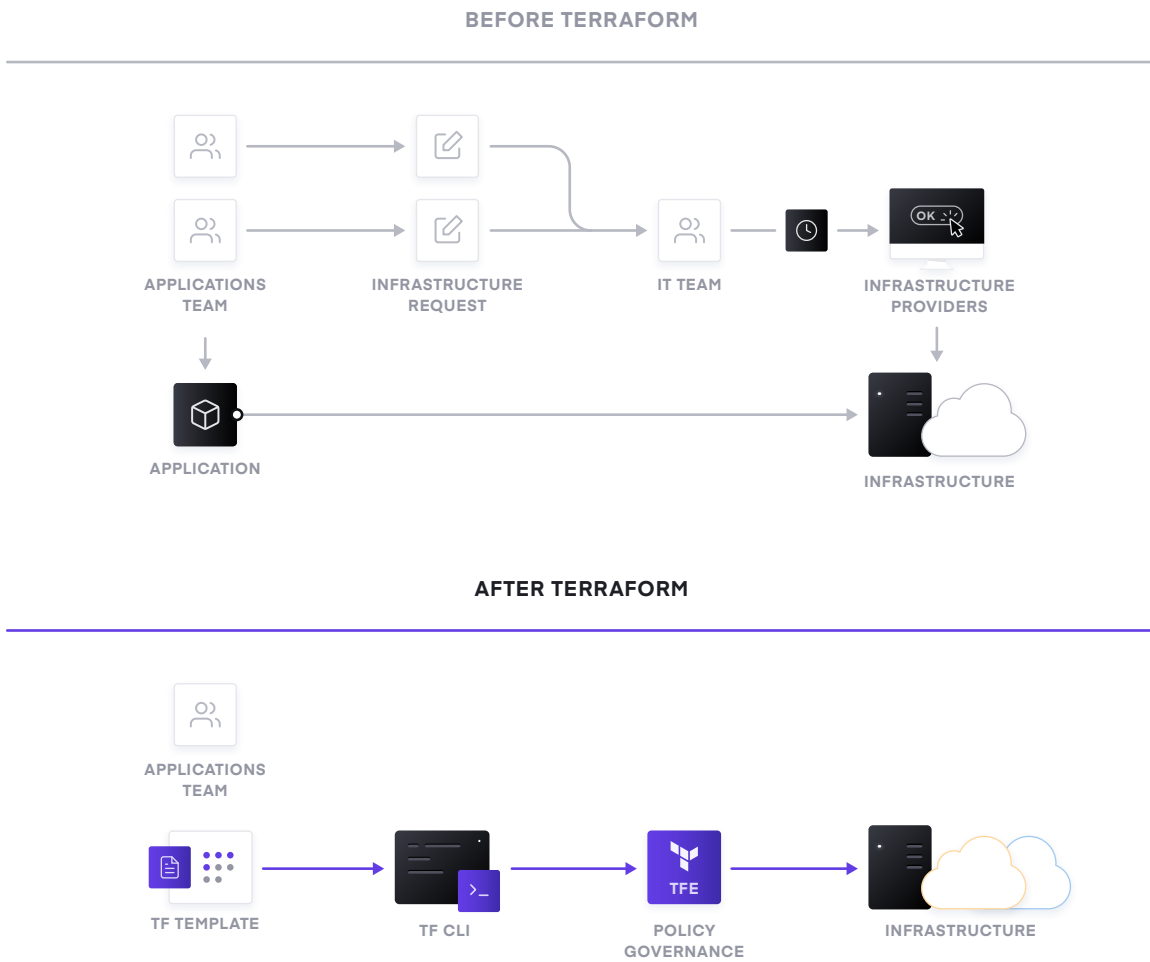 BEFORE TERRAFORM
OK
APPLICATIONS
TEAM
INFRASTRUCTURE
REQUEST
IT TEAM
INFRASTRUCTURE
PROVIDERS
APPLICATION
INFRASTRUCTURE
AFTER TERRAFORM
APPLICATIONS
TEAM
TFE
TF TEMPLATE
TF CLI
POLICY
GOVERNANCE
INFRASTRUCTURE